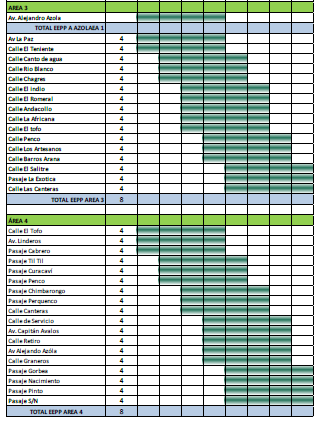 AREA 3
Av. Alejandro Azola
TOTAL EEPP A AZOLAEA 1
Av La Paz 4
Calle El Teniente 4
Calle Canto de agua 4
Calle Rio Blanco 4
Calle Chagres 4
Calle El Indio 4
Calle El Romeral 4
Calle Andacollo 4
Calle La Africana 4
Calle El tofo 4
Calle Penco 4
Calle Los Artesanos 4
Calle Barros Arana 4
Calle El Salitre 4
Pasaje La Exotica 4
Calle Las Canteras 4
TOTAL EEPP AREA 3 8
ÁREA 4
Calle El Tofo 4
Av. Linderos 4
Pasaje Cabrero 4
Pasaje Til Til 4
Pasaje Curacaví 4
Pasaje Penco 4
Pasaje Chimbarongo 4
Pasaje Perquenco 4
Calle Canteras 4
Calle de Servicio 4
Av. Capitán Avalos 4
Calle Retiro 4
Av Alejando Azóla 4
Calle Graneros 4
Pasaje Gorbea 4
Pasaje Nacimiento 4
Pasaje Pinto 4
Pasaje S/N 4
TOTAL EEPP AREA 4 8